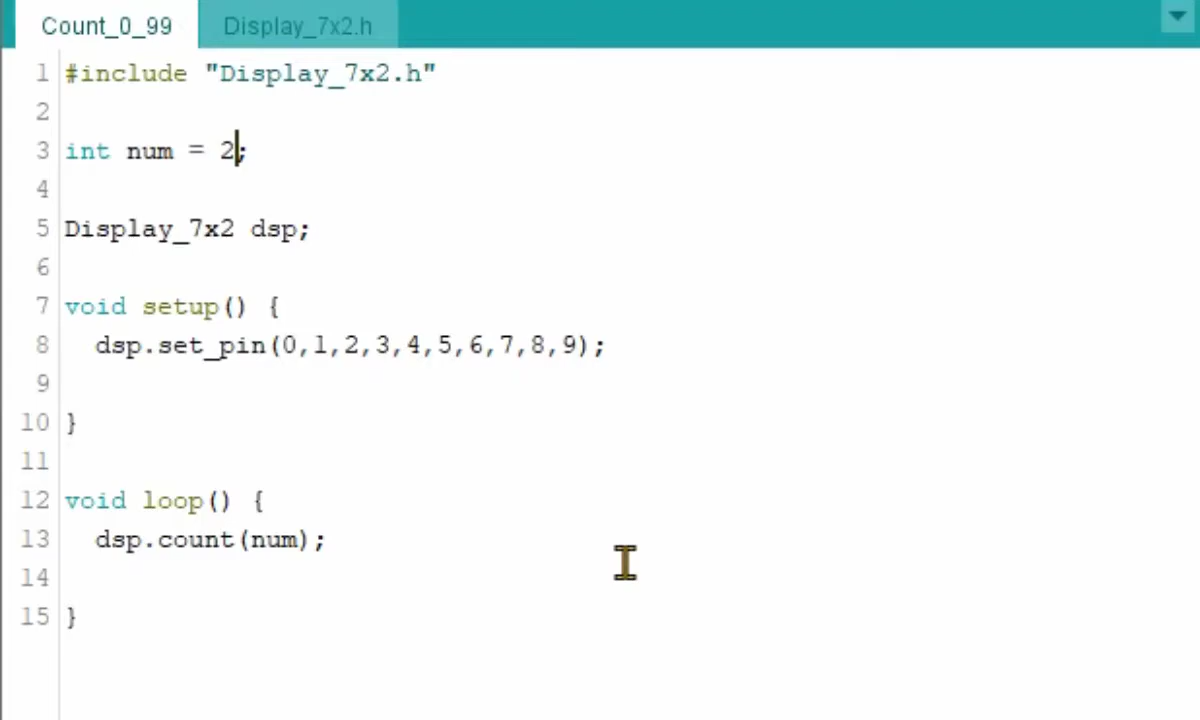 Count_0_99 Display_7x2.h
1 #include "Display_7x2.h"
2
3 int num = 2;
4
5 Display_7x2 dsp;
6
7 void setup() {
8   dsp.set_pin(0,1,2,3,4,5,6,7,8,9);
9
10 }
11
12 void loop() {
13   dsp.count(num);
14
15 }